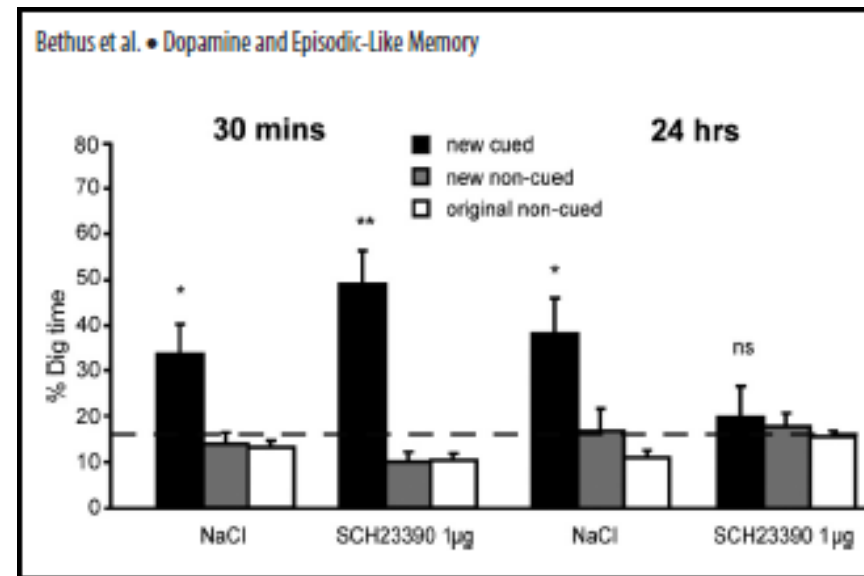 Bethus et al. • Dopamine and Episodic-Like Memory
30 mins
24 hrs
new cued
new non-cued
original non-cued
% Dig time
80
70
60
50
40
30
20
10
0
*
**
*
ns
NaCl
SCH23390 1µg
NaCl
SCH23390 1µg